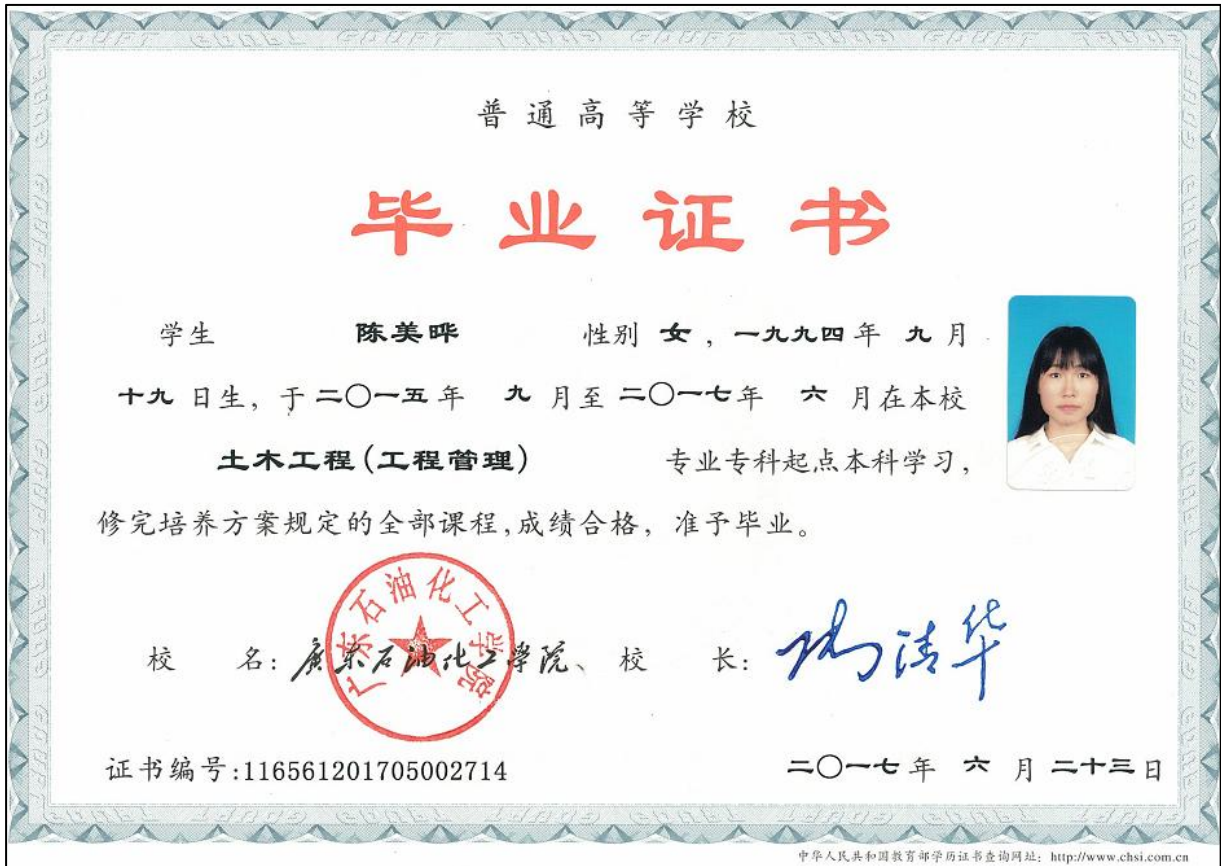 普通高等学校
毕业证书
学生 陈美晔 性别 女，一九九四年 九月
十九日生，于二〇一五年 九月至二〇一七年 六月在本校
土木工程(工程管理) 专业专科起点本科学习，
修完培养方案规定的全部课程，成绩合格，准予毕业。
广东石油化工学院
校 名：廣东石油化工学院、校 长：
清华
证书编号:116561201705002714
二〇一七年 六月二十三日
中华人民共和国教育部学历证书查询网址：http://www.chsi.com.cn